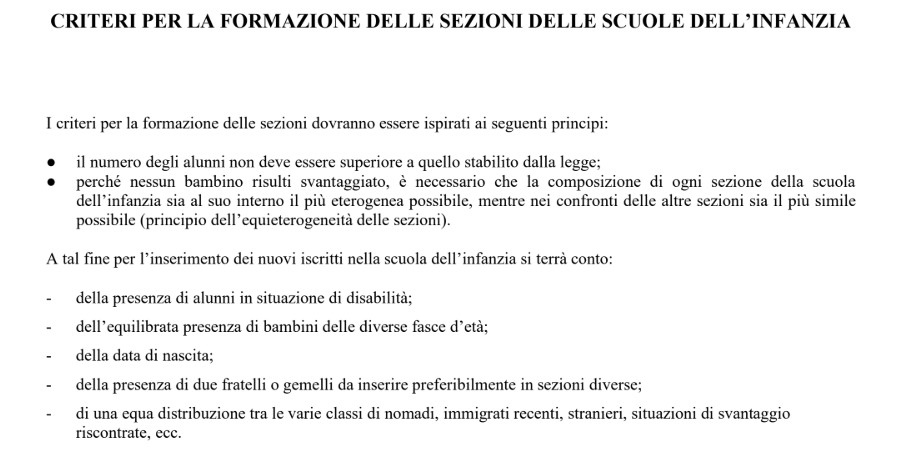 CRITERI PER LA FORMAZIONE DELLE SEZIONI DELLE SCUOLE DELL’INFANZIA
I criteri per la formazione delle sezioni dovranno essere ispirati ai seguenti principi:
● il numero degli alunni non deve essere superiore a quello stabilito dalla legge;
● perché nessun bambino risulti svantaggiato, è necessario che la composizione di ogni sezione della scuola
dell’infanzia sia al suo interno il più eterogenea possibile, mentre nei confronti delle altre sezioni sia il più simile
possibile (principio dell’equieterogeneità delle sezioni).
A tal fine per l’inserimento dei nuovi iscritti nella scuola dell’infanzia si terrà conto:
- della presenza di alunni in situazione di disabilità;
- dell’equilibrata presenza di bambini delle diverse fasce d’età;
- della data di nascita;
- della presenza di due fratelli o gemelli da inserire preferibilmente in sezioni diverse;
- di una equa distribuzione tra le varie classi di nomadi, immigrati recenti, stranieri, situazioni di svantaggio
riscontrate, ecc.